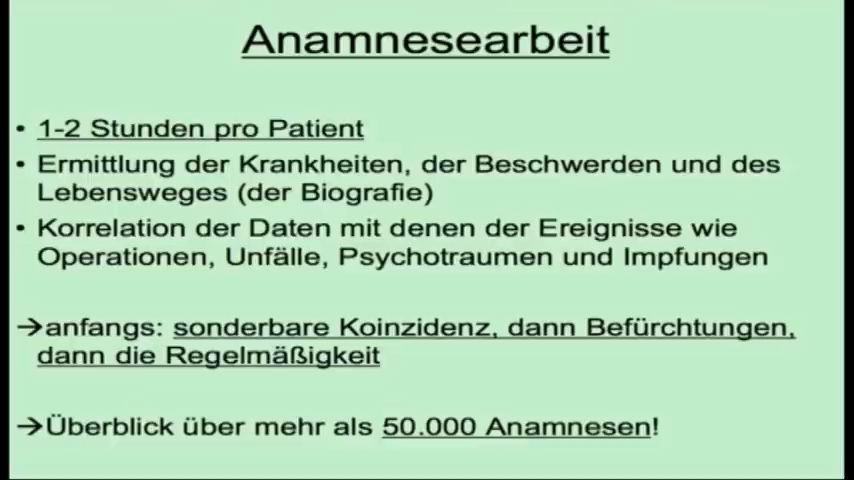 Anamnesearbeit
• 1-2 Stunden pro Patient
• Ermittlung der Krankheiten, der Beschwerden und des
Lebensweges (der Biografie)
• Korrelation der Daten mit denen der Ereignisse wie
Operationen, Unfälle, Psychotraumen und Impfungen
→anfangs: sonderbare Koinzidenz, dann Befürchtungen,
dann die Regelmäßigkeit
→Überblick über mehr als 50.000 Anamnesen!